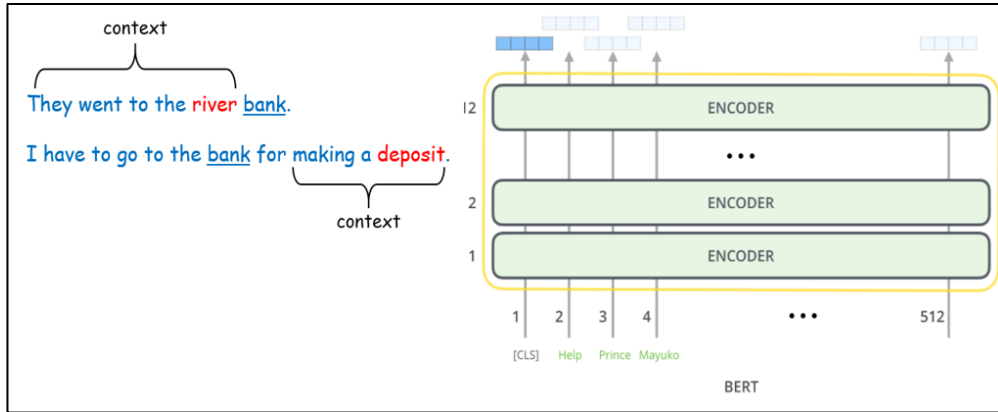 context
They went to the river bank.
I have to go to the bank for making a deposit.
context
12 ENCODER
•••
2 ENCODER
1 ENCODER
1 2 3 4 ••• 512
[CLS] Help Prince Mayuko
BERT